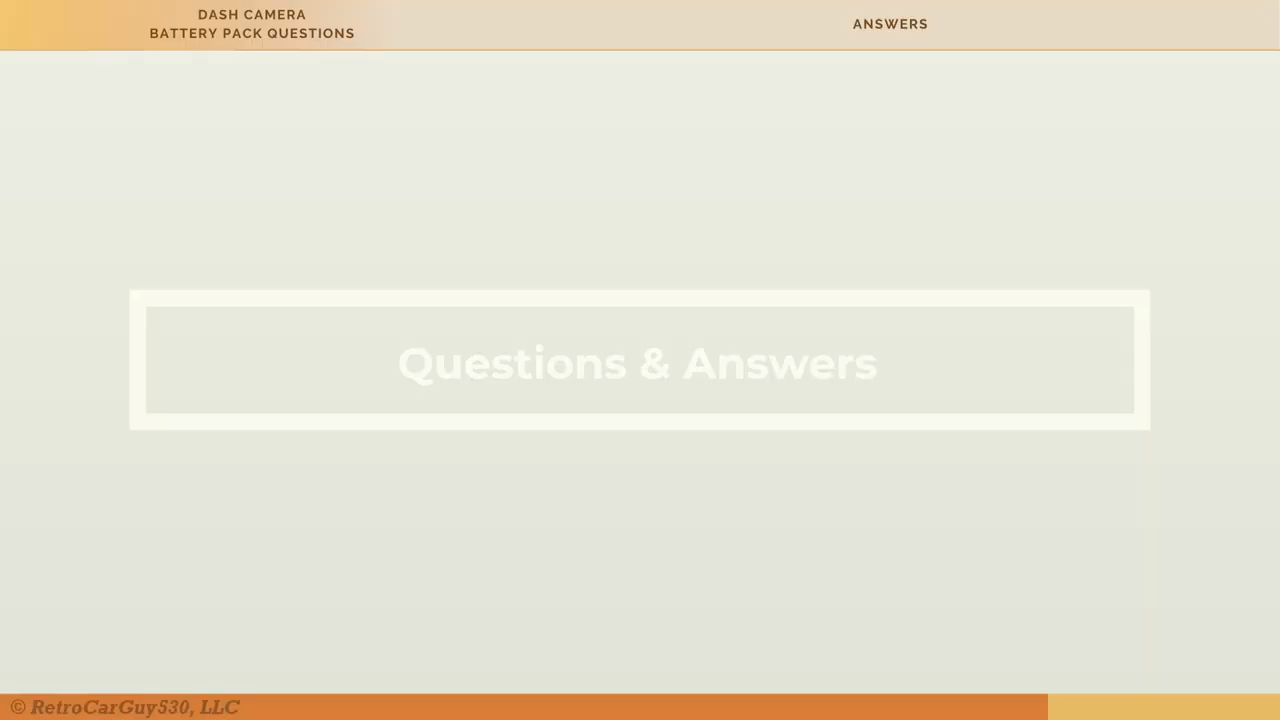 DASH CAMERA
BATTERY PACK QUESTIONS
ANSWERS
Questions & Answers
© RetroCarGuy530, LLC